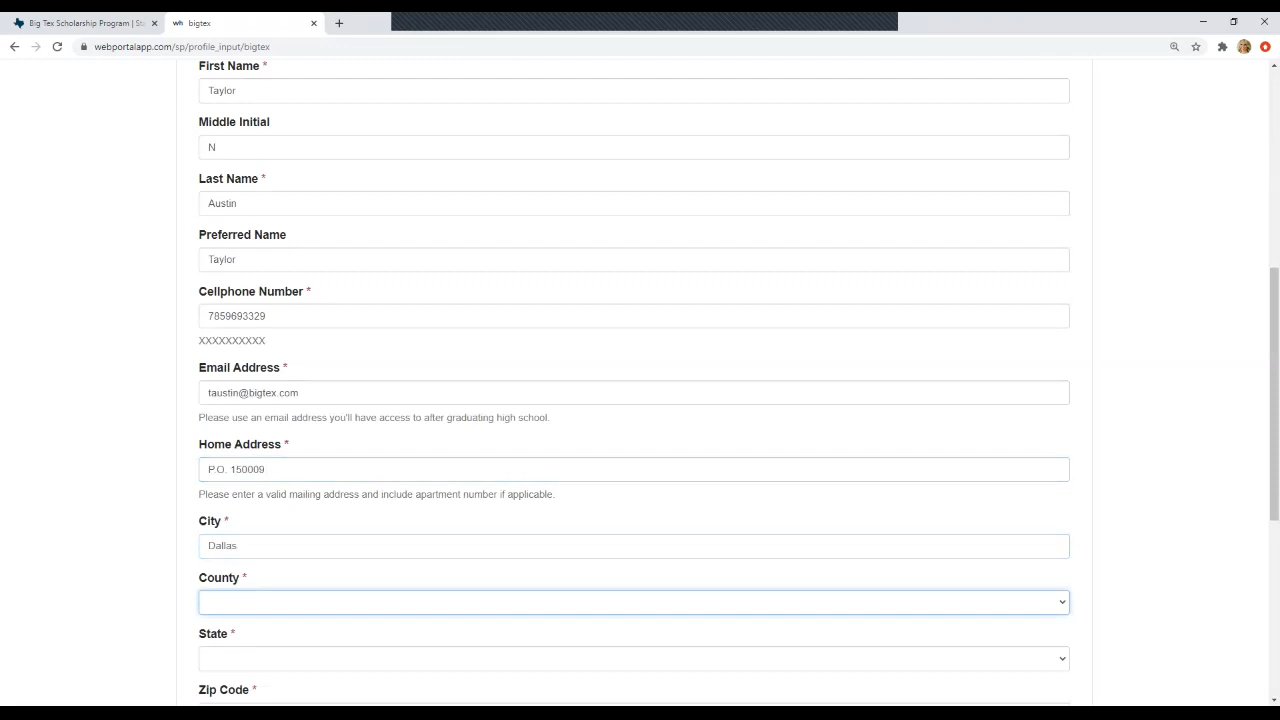 Big Tex Scholarship Program | St
wh bigtex
webportalapp.com/sp/profile_input/bigtex
First Name *
Taylor
Middle Initial
N
Last Name *
Austin
Preferred Name
Taylor
Cellphone Number *
7859693329
XXXXXXXXXX
Email Address *
taustin@bigtex.com
Please use an email address you'll have access to after graduating high school.
Home Address *
P.O. 150009
Please enter a valid mailing address and include apartment number if applicable.
City *
Dallas
County *
State *
Zip Code *